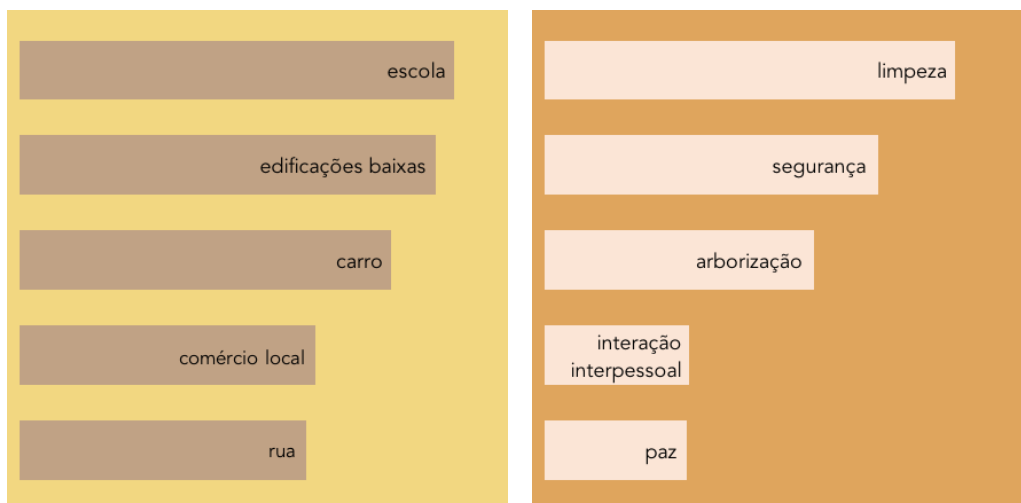 escola
edificações baixas
carro
comércio local
rua
limpeza
segurança
arborização
interação
interpessoal
paz